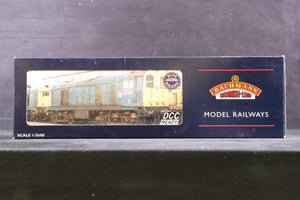 BACHMANN
Branch-Line
MODEL RAILWAYS
DCC
READY
SCALE 1:76/00